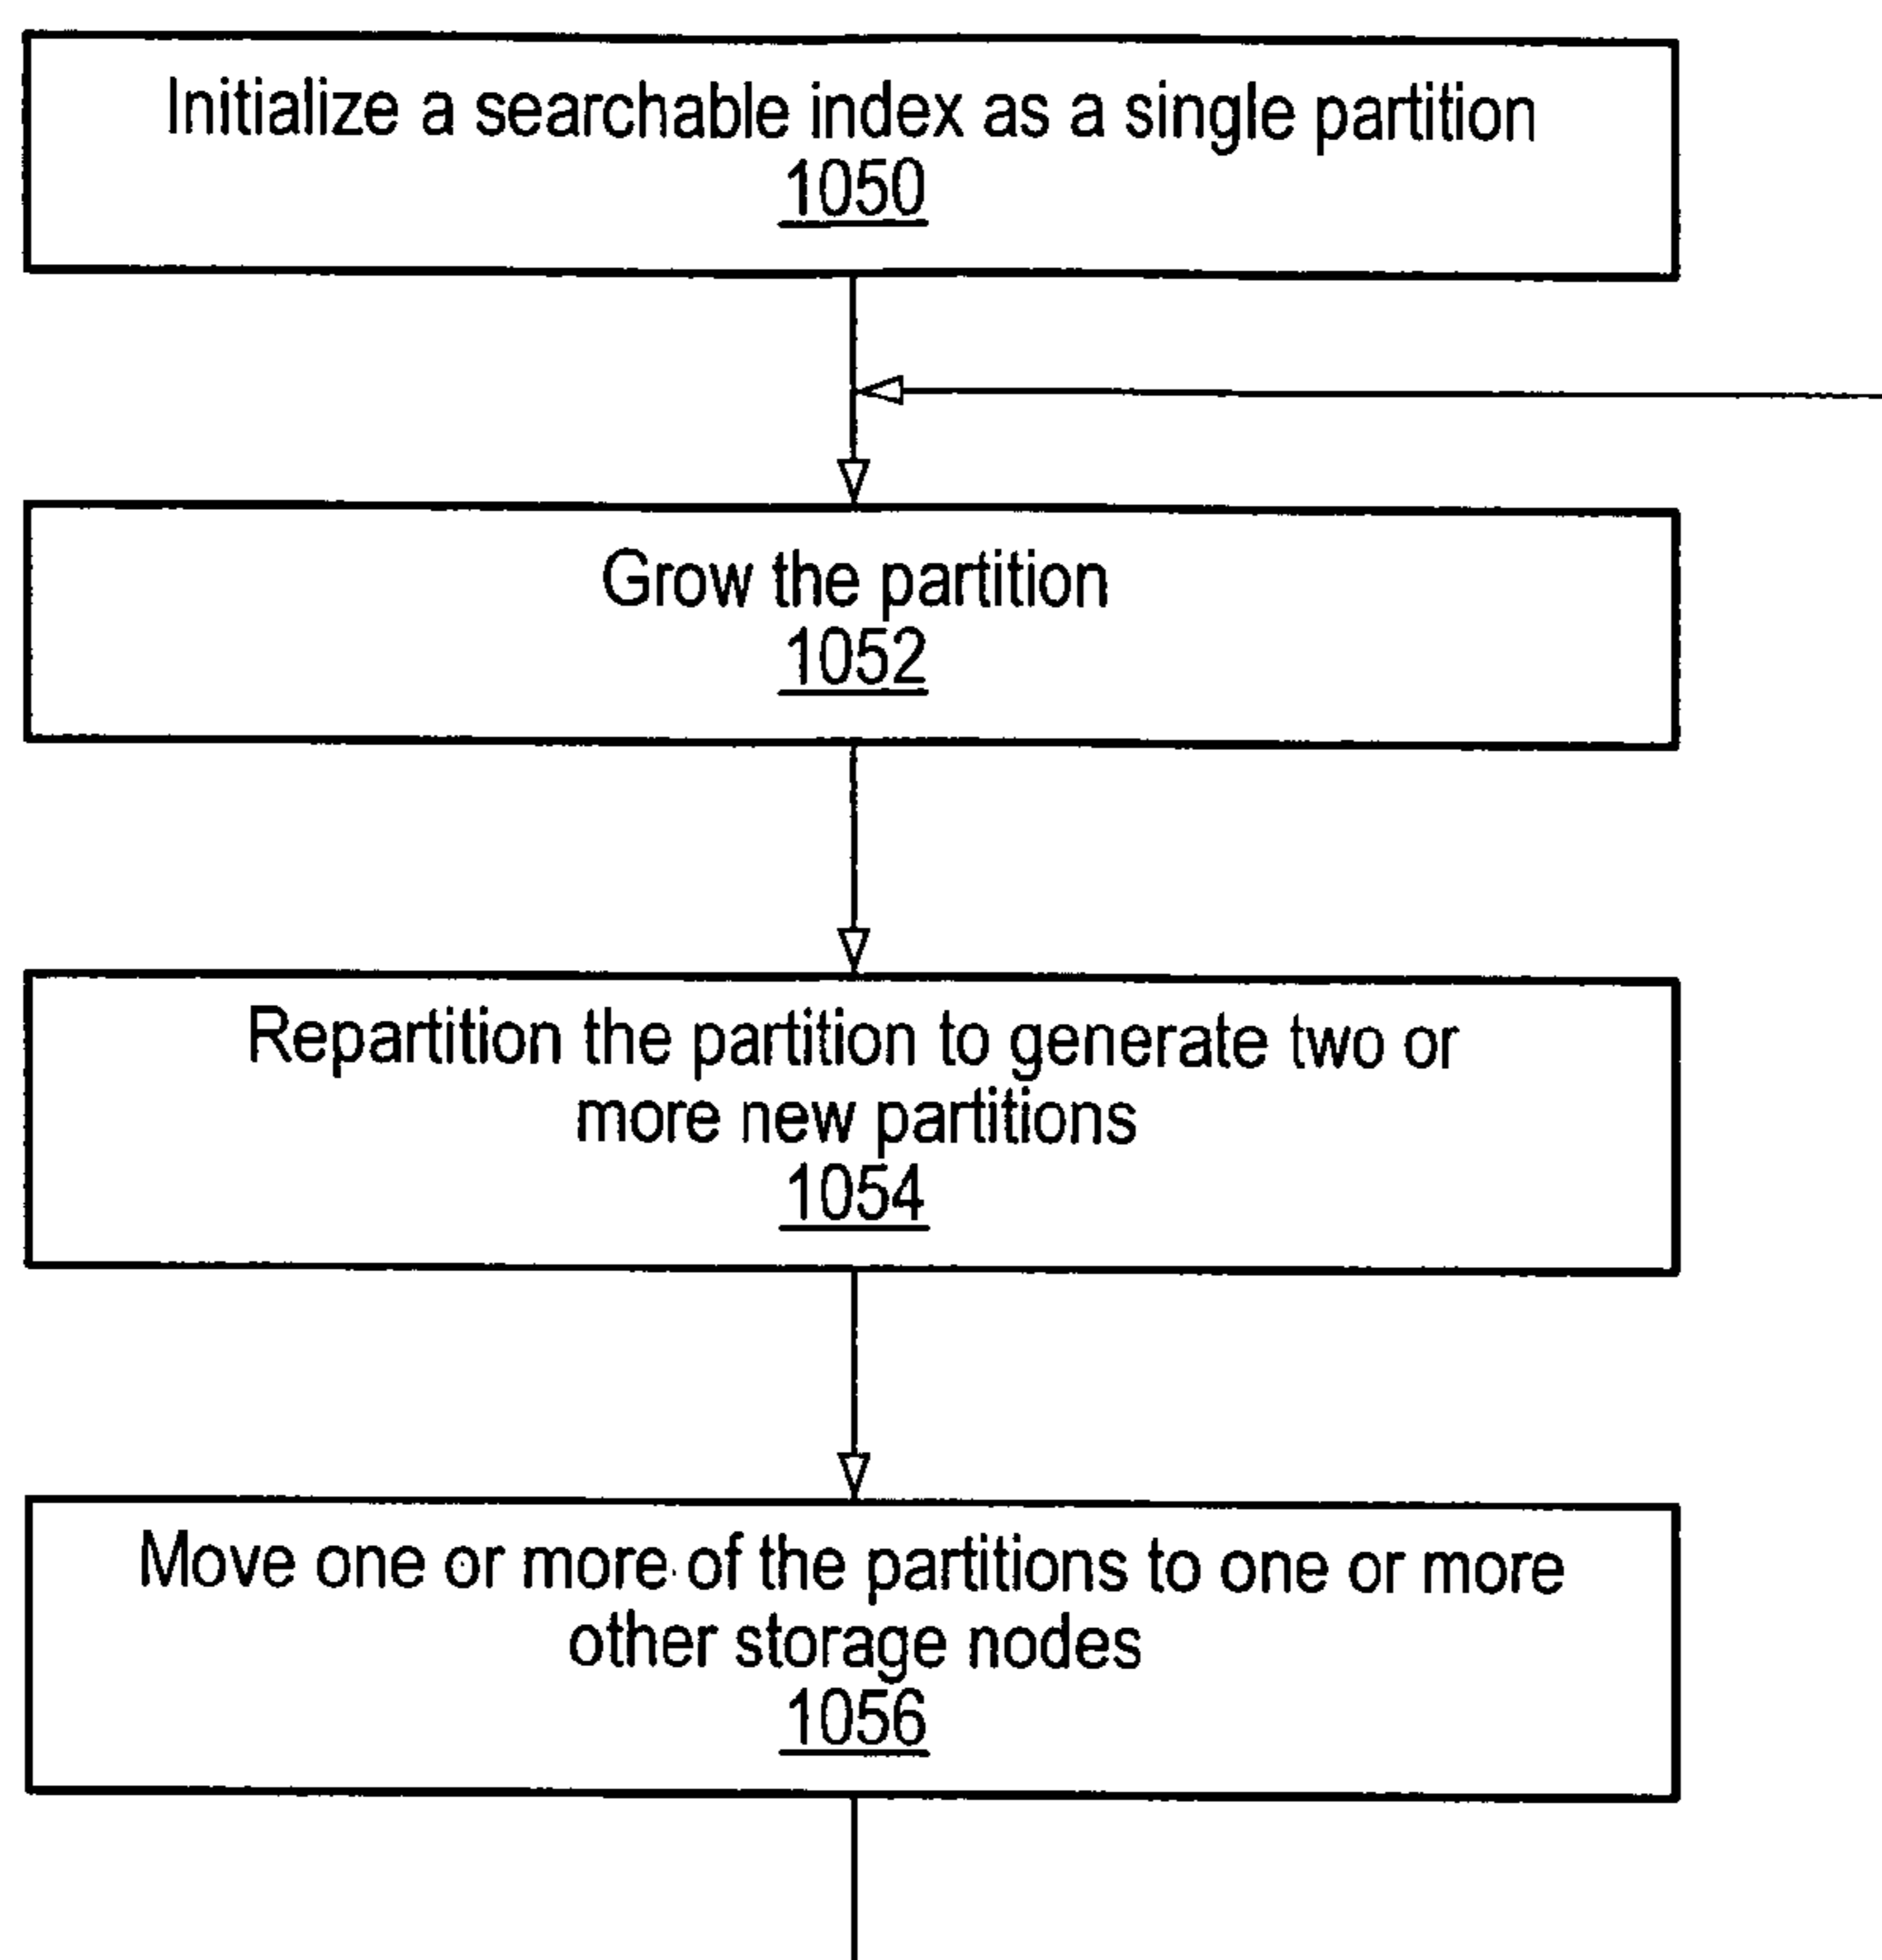 Initialize a searchable index as a single partition
1050
Grow the partition
1052
Repartition the partition to generate two or
more new partitions
1054
Move one or more of the partitions to one or more
other storage nodes
1056